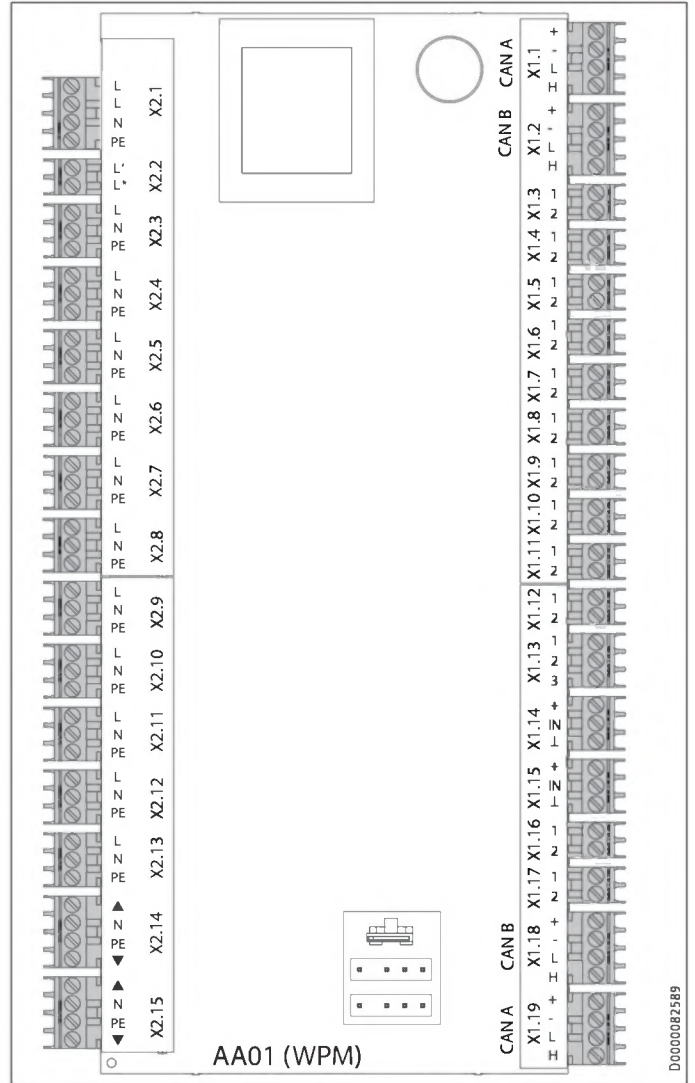 L
L
N
PE
X2.1
L'
L*
X2.2
L
N
PE
X2.3
L
N
PE
X2.4
L
N
PE
X2.5
L
N
PE
X2.6
L
N
PE
X2.7
L
N
PE
X2.8
L
N
PE
X2.9
L
N
PE
X2.10
L
N
PE
X2.11
L
N
PE
X2.12
L
N
PE
X2.13
▲
N
PE
▼
X2.14
▲
N
PE
▼
X2.15
AA01 (WPM)
CAN A
X1.1
+
-
L
H
CAN B
X1.2
+
-
L
H
X1.3
1
2
X1.4
1
2
X1.5
1
2
X1.6
1
2
X1.7
1
2
X1.8
1
2
X1.9
1
2
X1.10
1
2
X1.11
1
2
X1.12
1
2
X1.13
1
2
3
X1.14
+
IN
⊥
X1.15
+
IN
⊥
X1.16
1
2
X1.17
1
2
CAN B
X1.18
+
-
L
H
CAN A
X1.19
+
-
L
H
D0000082589